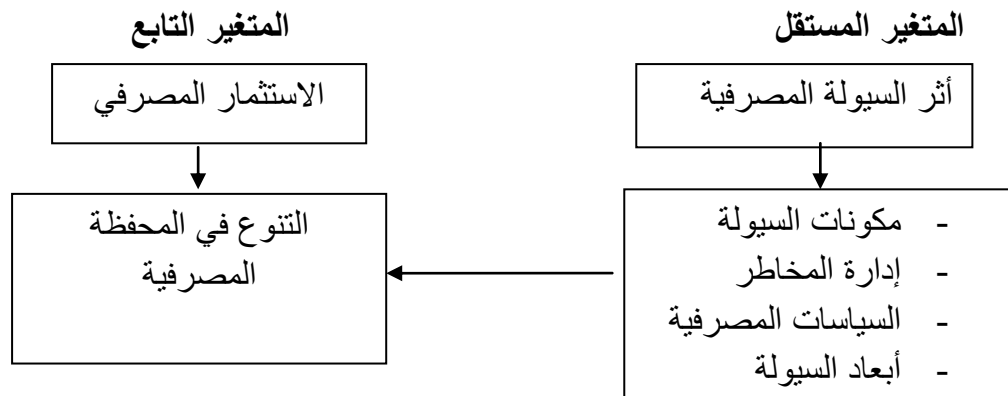 المتغير المستقل
المتغير التابع
أثر السيولة المصرفية
الاستثمار المصرفي
- مكونات السيولة
- إدارة المخاطر
- السياسات المصرفية
- أبعاد السيولة
التنوع في المحفظة
المصرفية